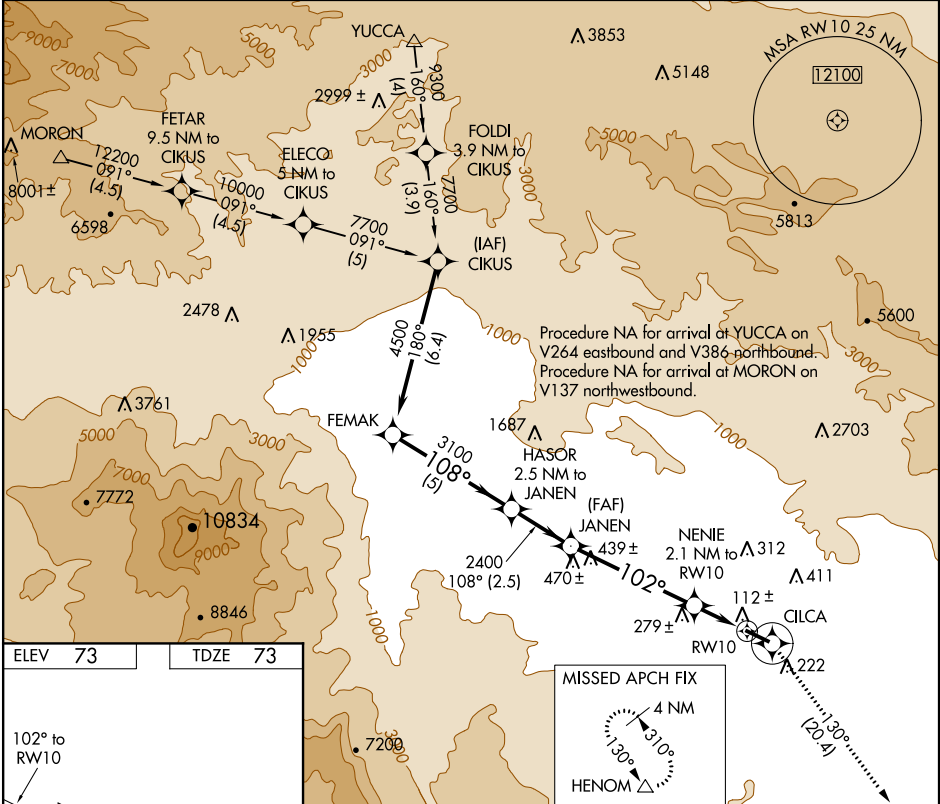 9000
7000
5000
YUCCA
3000
3853
MSA RW10 25 NM
12100
5148
9300
160°
(4)
2999 ±
MORON
8001±
12200
091°
(4.5)
FETAR
9.5 NM to
CIKUS
10000
091°
(4.5)
ELECO
5 NM to
CIKUS
FOLDI
3.9 NM to
CIKUS
7700
160°
(3.9)
3000
5000
5813
6598
7700
091°
(5)
(IAF)
CIKUS
2478
1955
1000
1000
4500
180°
(6.4)
Procedure NA for arrival at YUCCA on
V264 eastbound and V386 northbound.
Procedure NA for arrival at MORON on
V137 northwestbound.
5600
3000
3761
5000
3000
FEMAK
3100
108°
(5)
1687
HASOR
2.5 NM to
JANEN
1000
2703
7000
7772
10834
9000
(FAF)
JANEN
2400
108° (2.5)
439 ±
470 ±
102°
NENIE
2.1 NM to
RW10
312
411
8846
1000
279 ±
112 ±
CILCA
RW10
222
ELEV 73
TDZE 73
102° to
RW10
7200
3000
MISSED APCH FIX
4 NM
310°
130°
HENOM
130°
(20.4)
1000